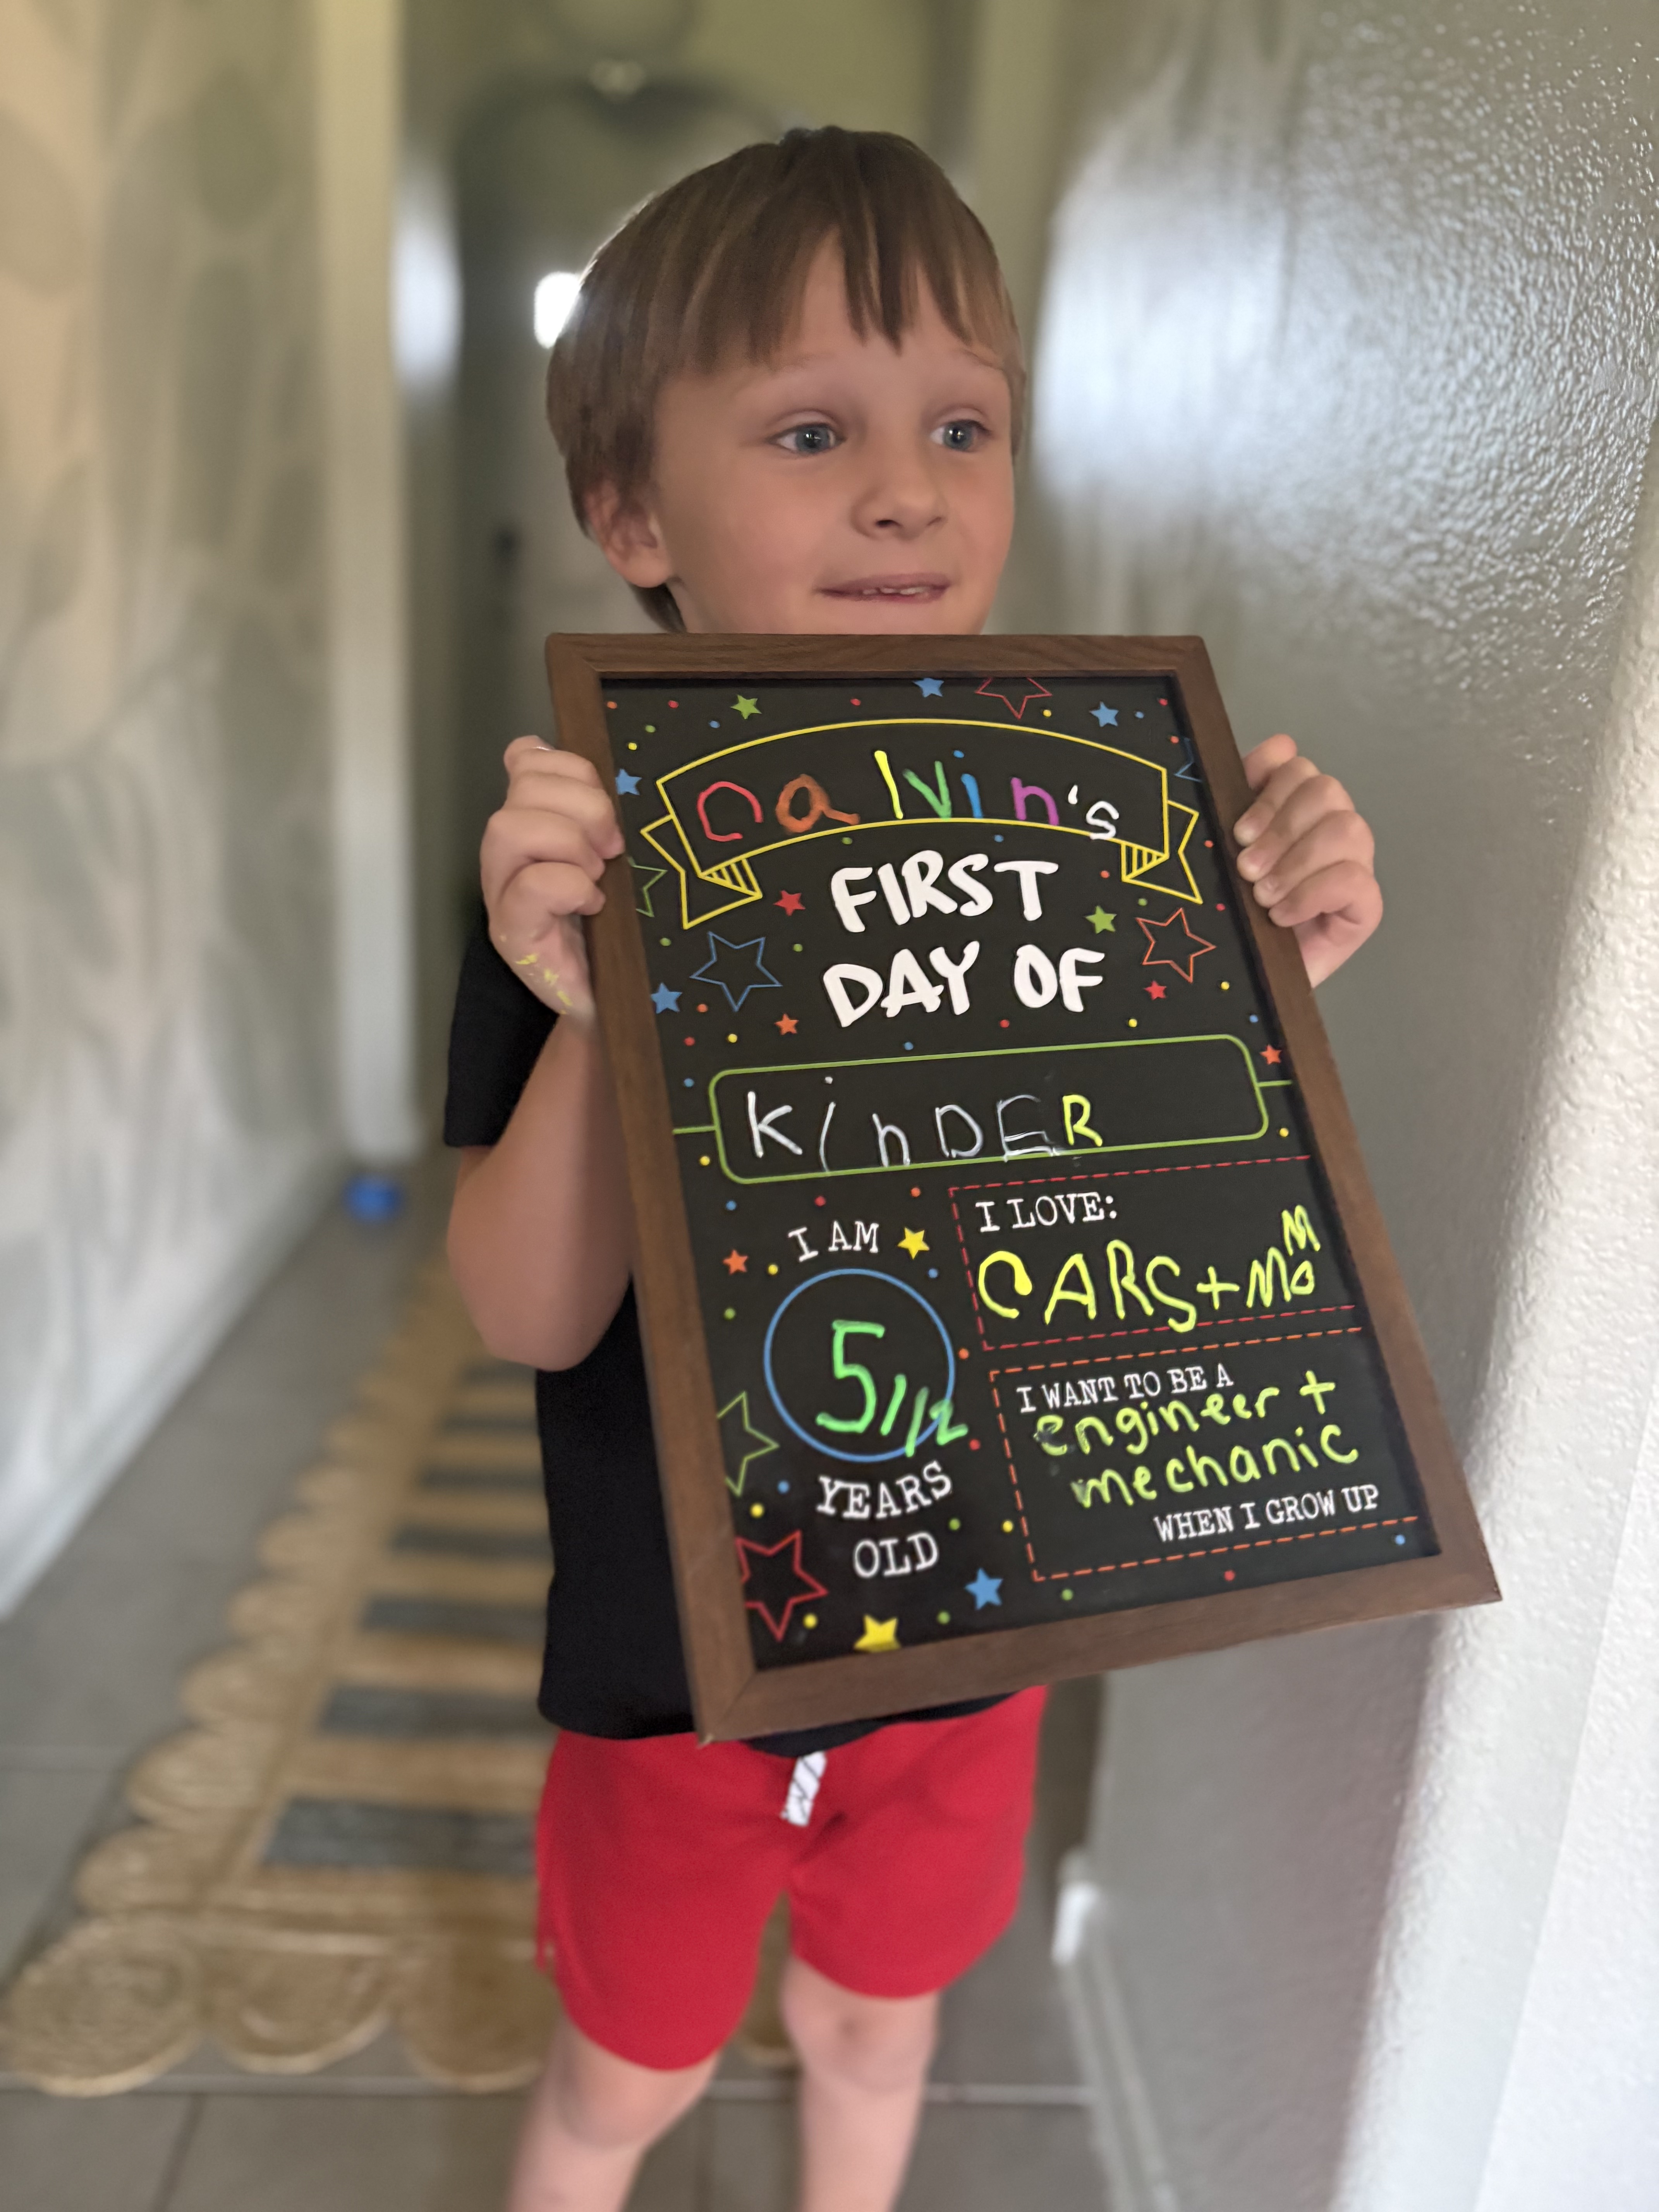 Calvin's
FIRST
DAY OF
KinDER
I AM
5 1/2
YEARS
OLD
I LOVE:
CARS + MOM
I WANT TO BE A
engineer +
mechanic
WHEN I GROW UP